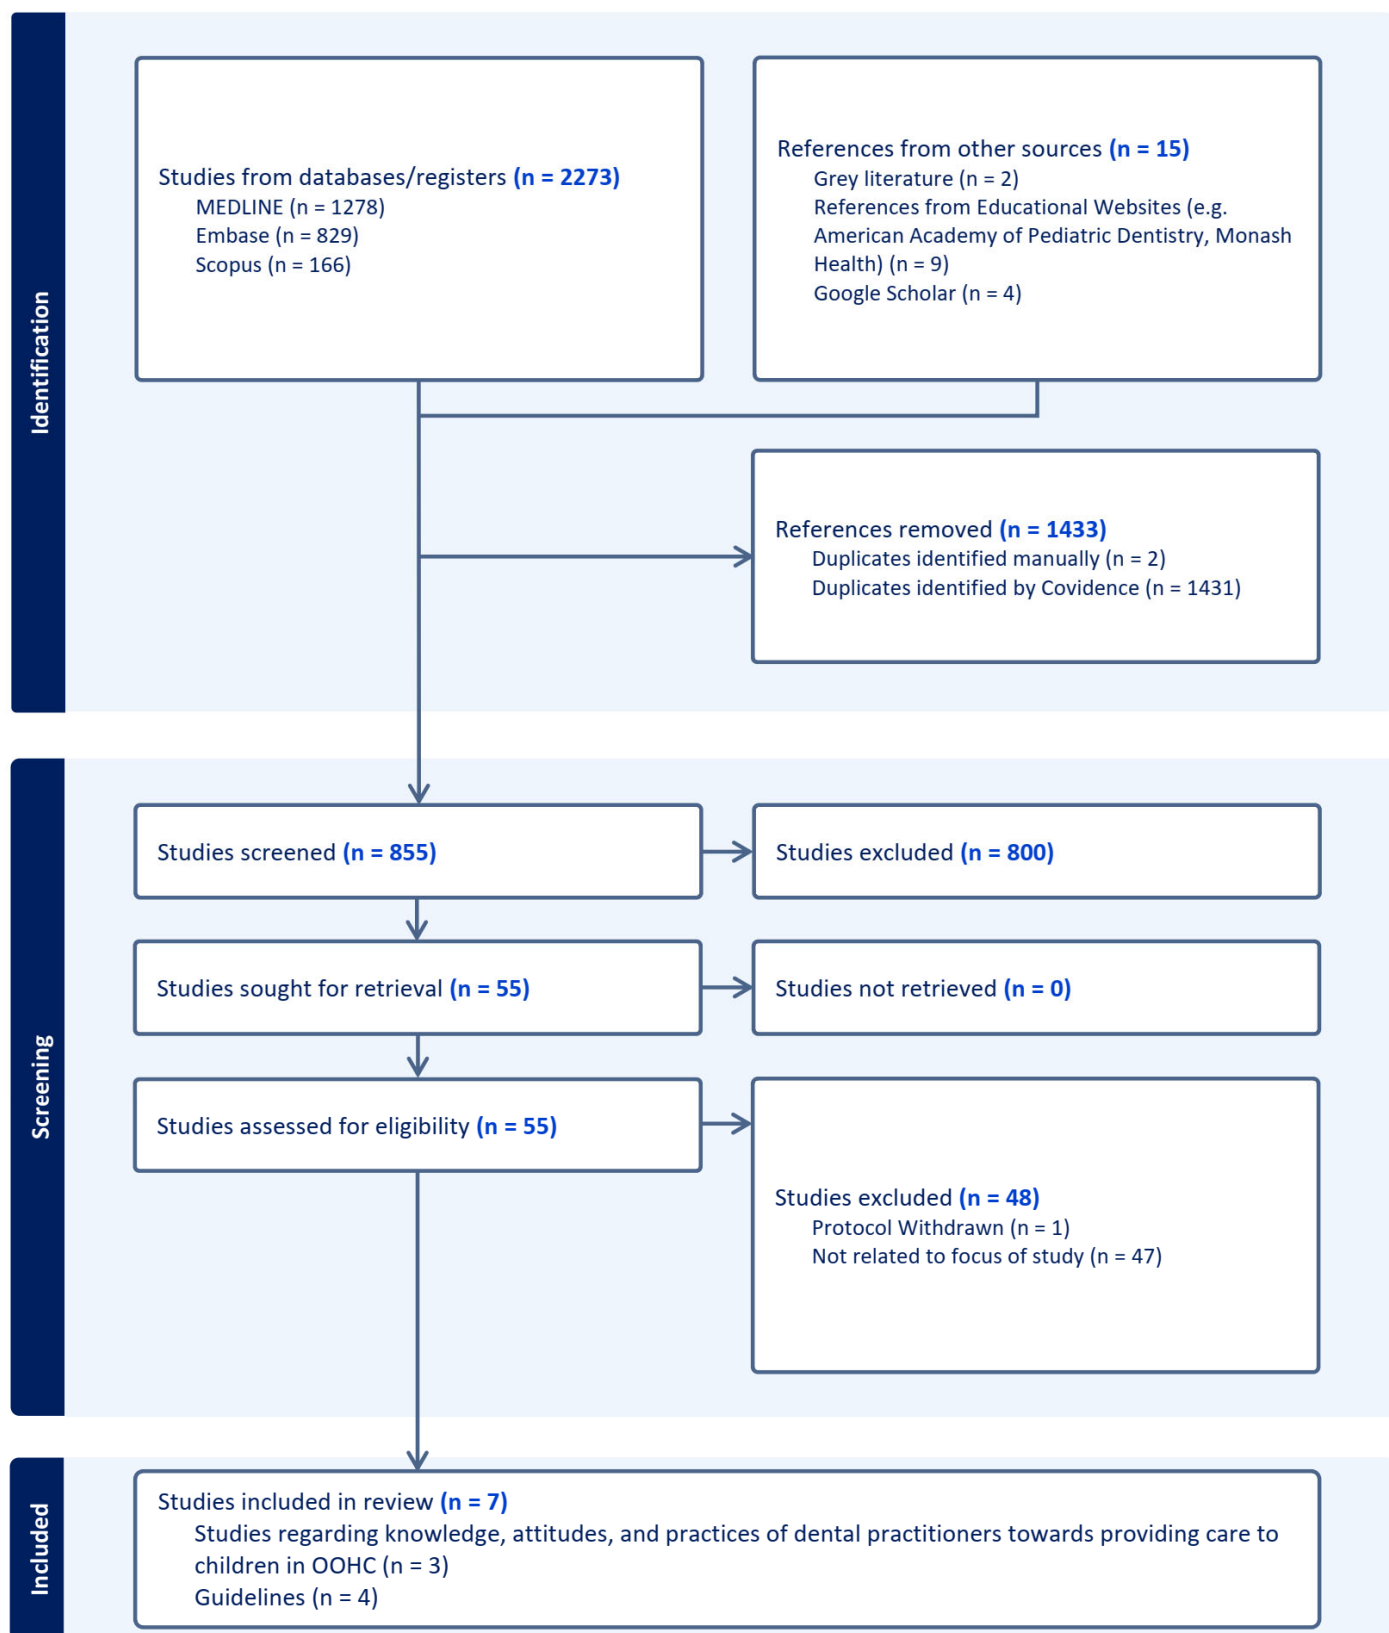 Identification
Studies from databases/registers (n = 2273)
MEDLINE (n = 1278)
Embase (n = 829)
Scopus (n = 166)
References from other sources (n = 15)
Grey literature (n = 2)
References from Educational Websites (e.g.
American Academy of Pediatric Dentistry, Monash
Health) (n = 9)
Google Scholar (n = 4)
References removed (n = 1433)
Duplicates identified manually (n = 2)
Duplicates identified by Covidence (n = 1431)
Screening
Studies screened (n = 855)
Studies excluded (n = 800)
Studies sought for retrieval (n = 55)
Studies not retrieved (n = 0)
Studies assessed for eligibility (n = 55)
Studies excluded (n = 48)
Protocol Withdrawn (n = 1)
Not related to focus of study (n = 47)
Included
Studies included in review (n = 7)
Studies regarding knowledge, attitudes, and practices of dental practitioners towards providing care to
children in OOHC (n = 3)
Guidelines (n = 4)